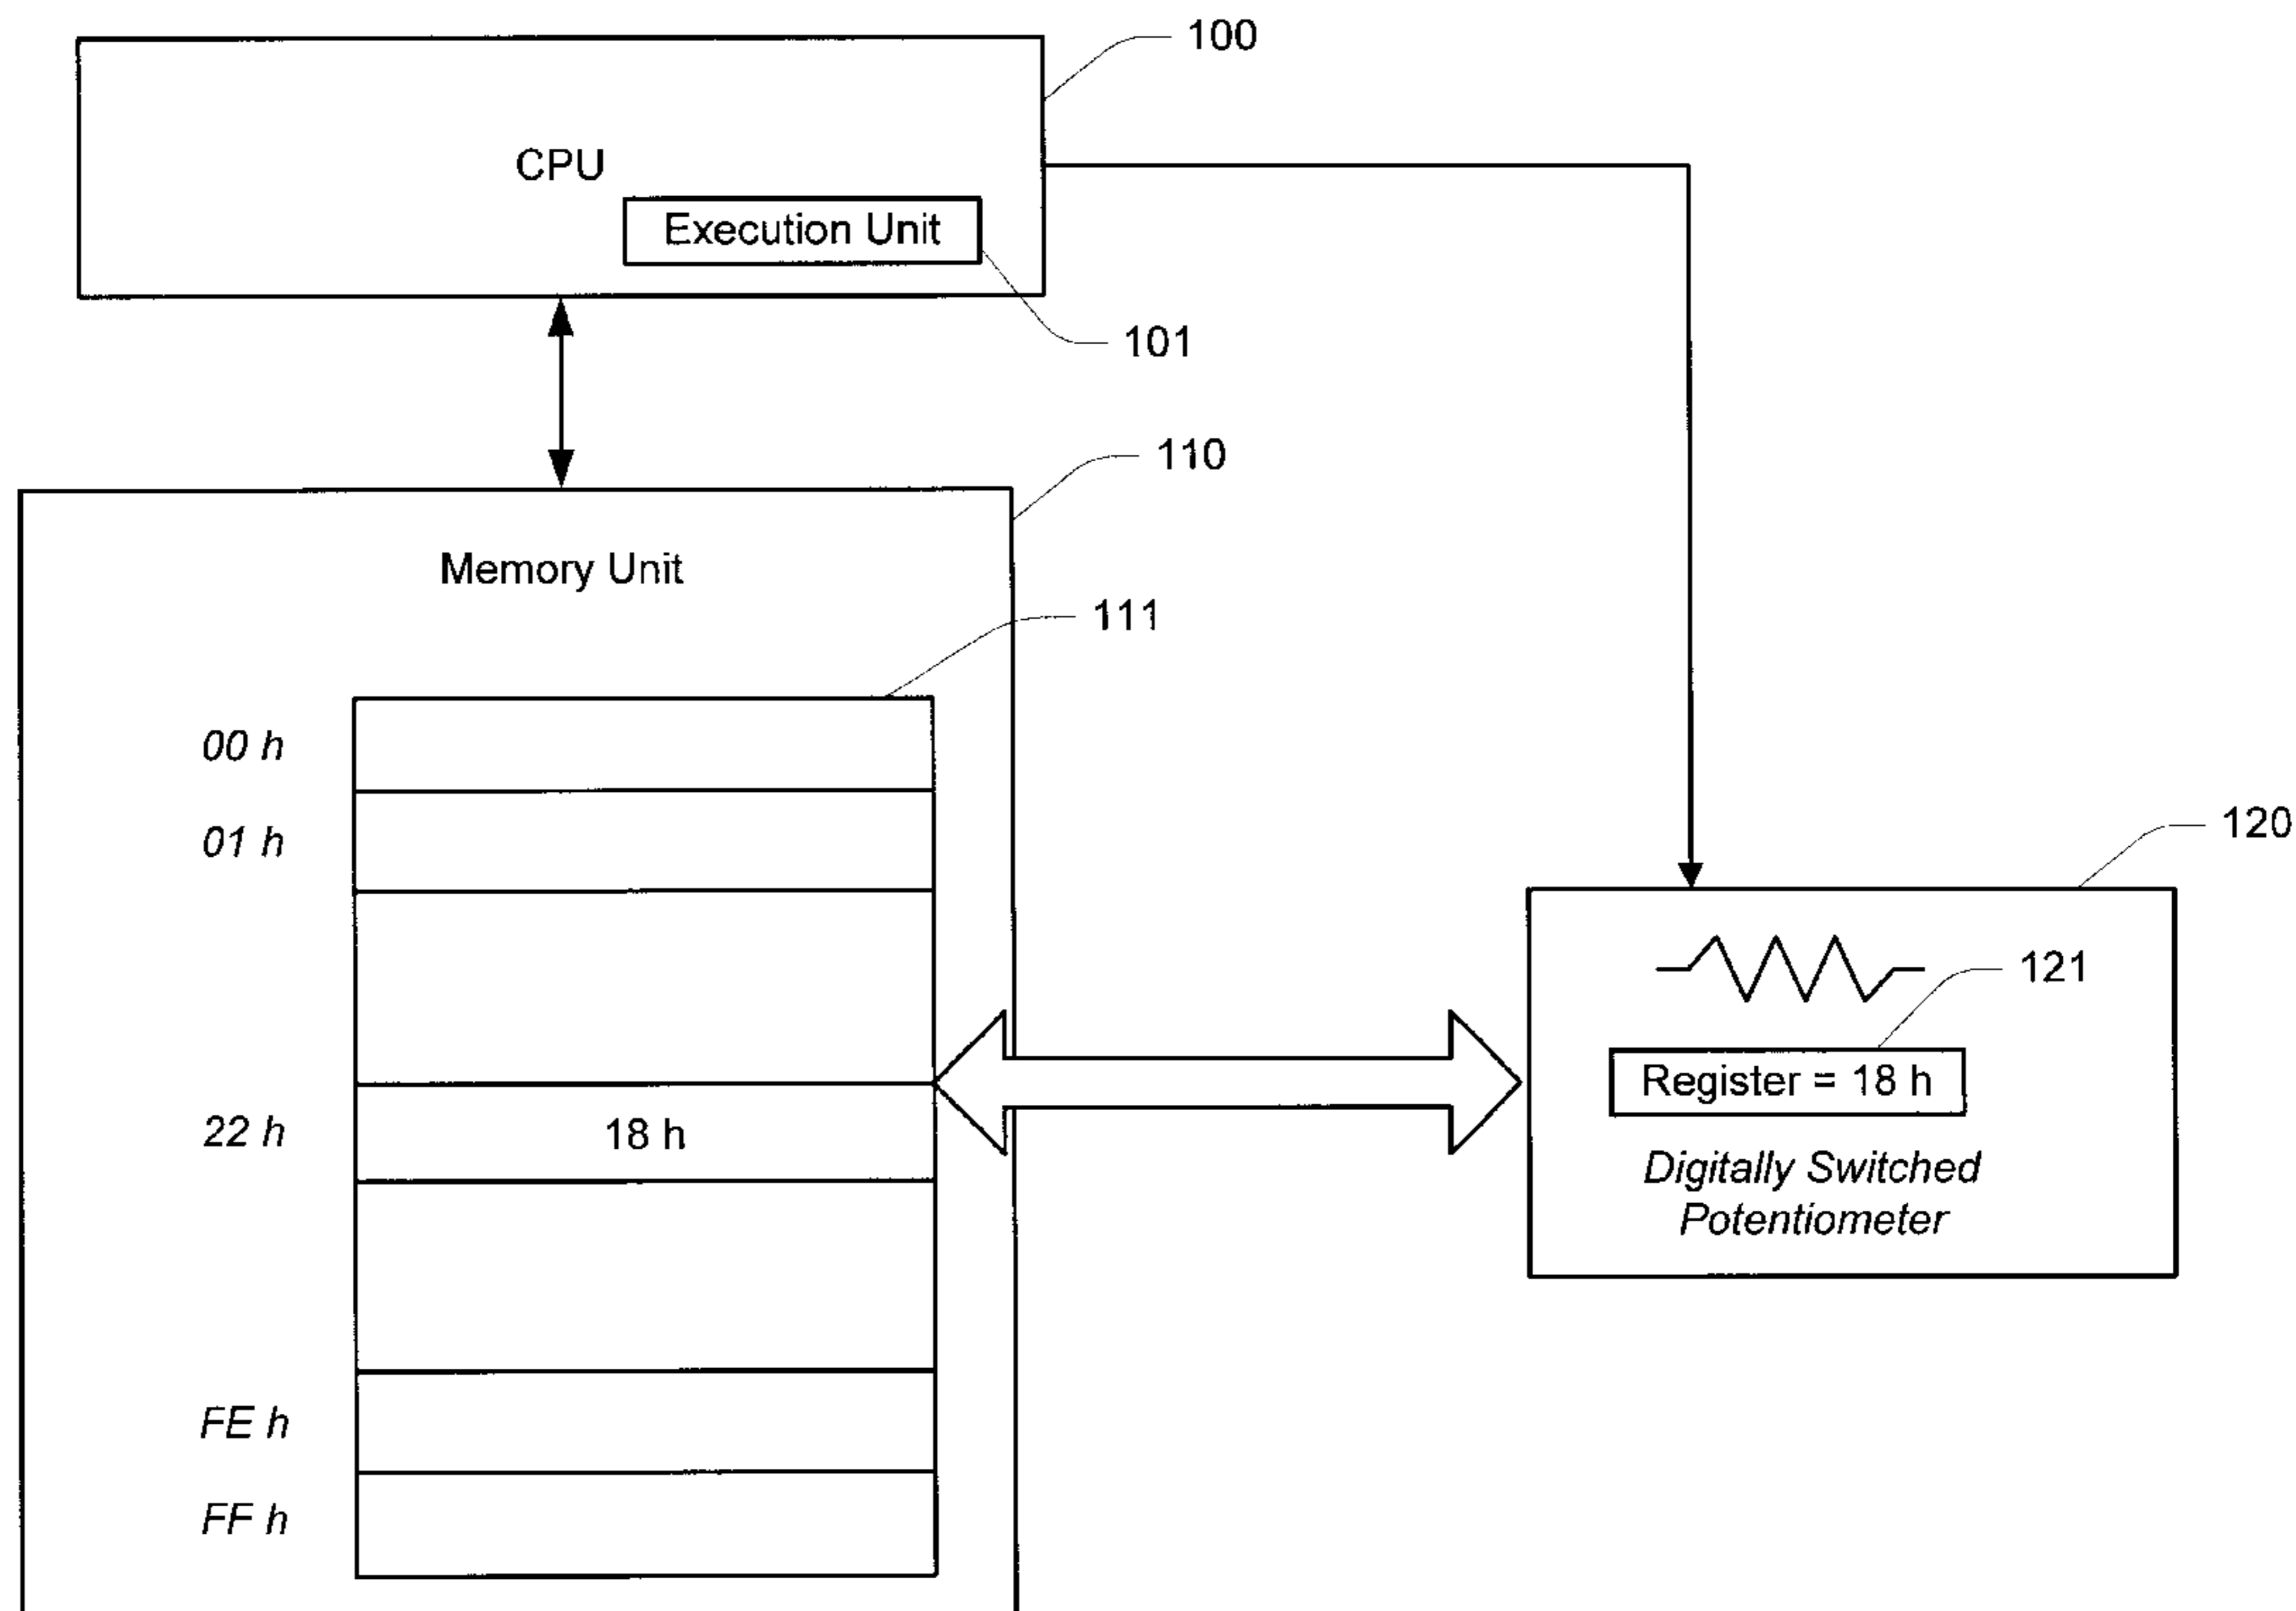 100
CPU
Execution Unit
101
110
Memory Unit
111
00 h
01 h
120
121
Register = 18 h
22 h
18 h
Digitally Switched
Potentiometer
FE h
FF h